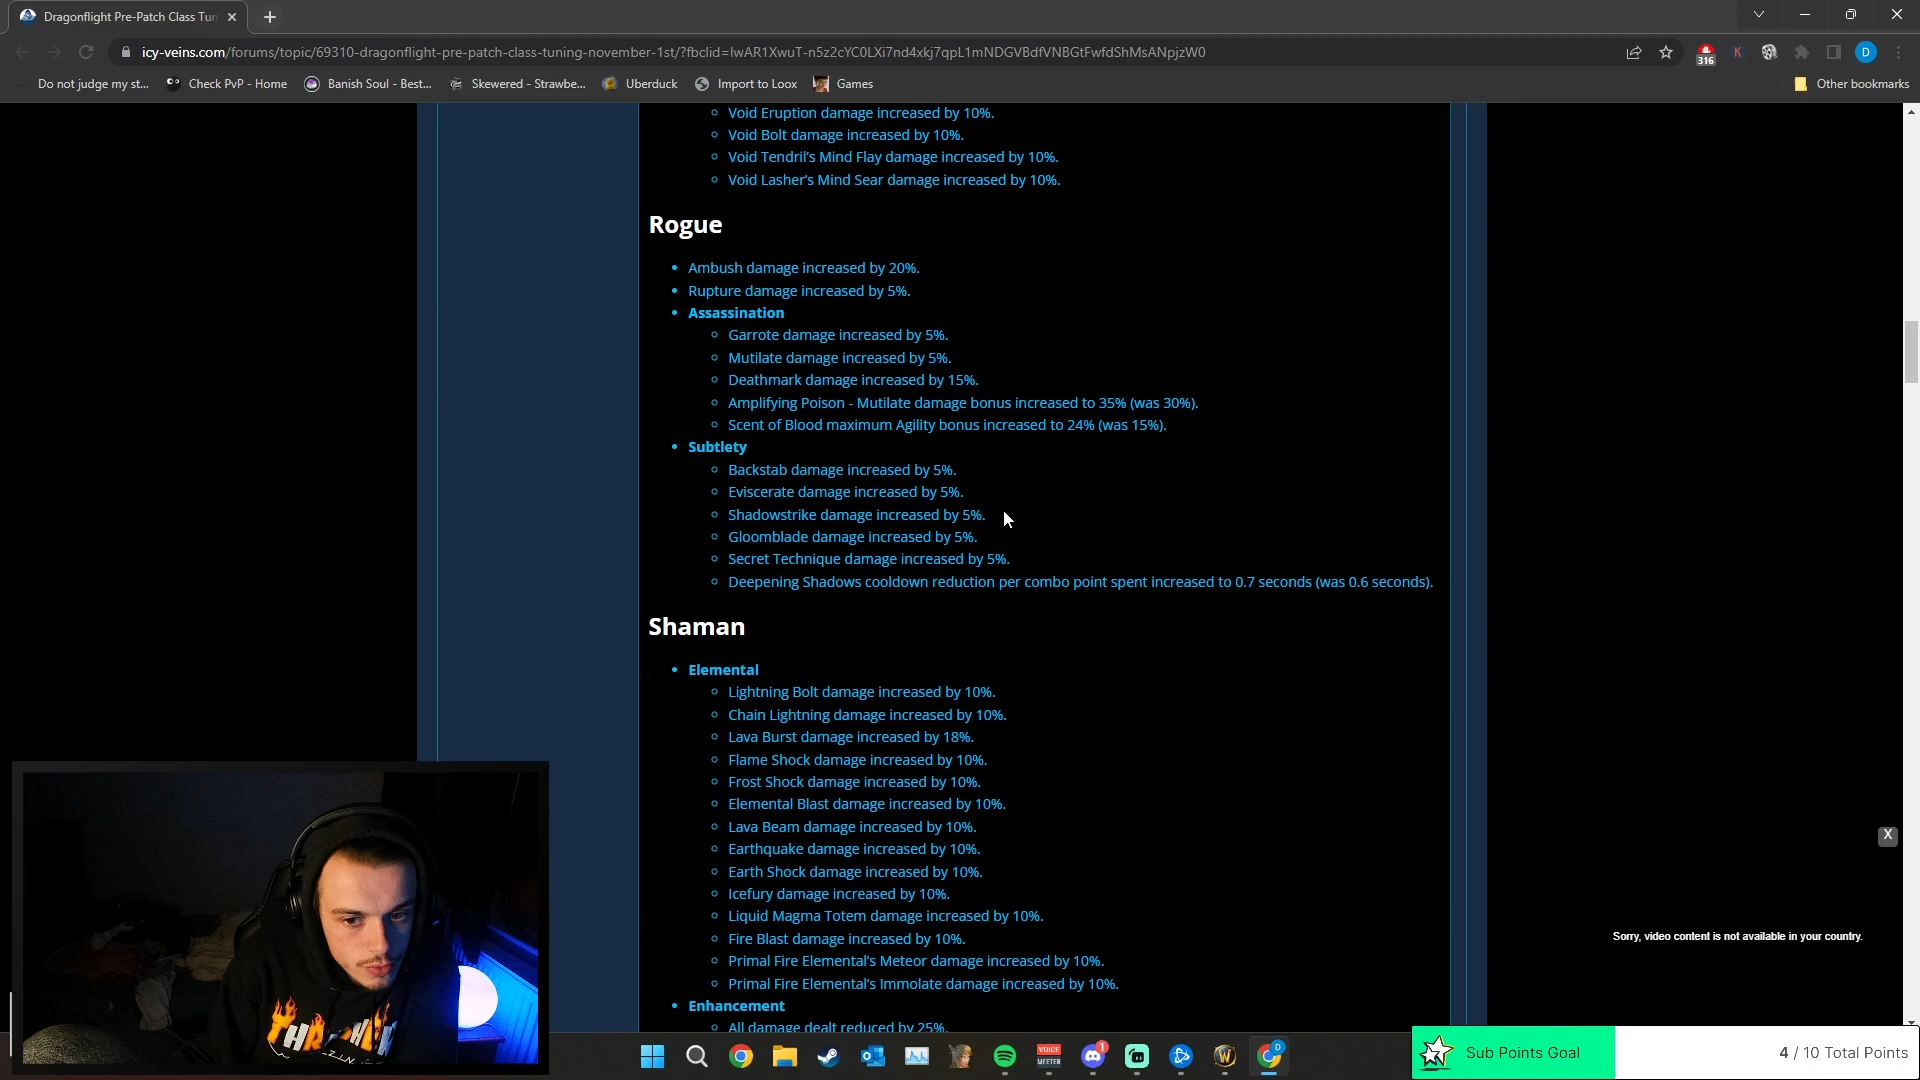 Dragonflight Pre-Patch Class Tun
icy-veins.com/forums/topic/69310-dragonflight-pre-patch-class-tuning-november-1st/?fbclid=IwAR1XwuT-n5z2cYC0LXi7nd4xkj7qpL1mNDGVBdfVNBGtFwfdShMsANpjzW0
316
D
Do not judge my st...
Check PvP - Home
Banish Soul - Best...
Skewered - Strawbe...
Uberduck
Import to Loox
Games
Other bookmarks
Void Eruption damage increased by 10%.
Void Bolt damage increased by 10%.
Void Tendril's Mind Flay damage increased by 10%.
Void Lasher's Mind Sear damage increased by 10%.
Rogue
Ambush damage increased by 20%.
Rupture damage increased by 5%.
Assassination
Garrote damage increased by 5%.
Mutilate damage increased by 5%.
Deathmark damage increased by 15%.
Amplifying Poison - Mutilate damage bonus increased to 35% (was 30%).
Scent of Blood maximum Agility bonus increased to 24% (was 15%).
Subtlety
Backstab damage increased by 5%.
Eviscerate damage increased by 5%.
Shadowstrike damage increased by 5%.
Gloomblade damage increased by 5%.
Secret Technique damage increased by 5%.
Deepening Shadows cooldown reduction per combo point spent increased to 0.7 seconds (was 0.6 seconds).
Shaman
Elemental
Lightning Bolt damage increased by 10%.
Chain Lightning damage increased by 10%.
Lava Burst damage increased by 18%.
Flame Shock damage increased by 10%.
Frost Shock damage increased by 10%.
Elemental Blast damage increased by 10%.
Lava Beam damage increased by 10%.
Earthquake damage increased by 10%.
Earth Shock damage increased by 10%.
Icefury damage increased by 10%.
Liquid Magma Totem damage increased by 10%.
Fire Blast damage increased by 10%.
Primal Fire Elemental's Meteor damage increased by 10%.
Primal Fire Elemental's Immolate damage increased by 10%.
Enhancement
All damage dealt reduced by 25%.
X
Sorry, video content is not available in your country.
VOICE
MEETER
1
D
Sub Points Goal
4 / 10 Total Points